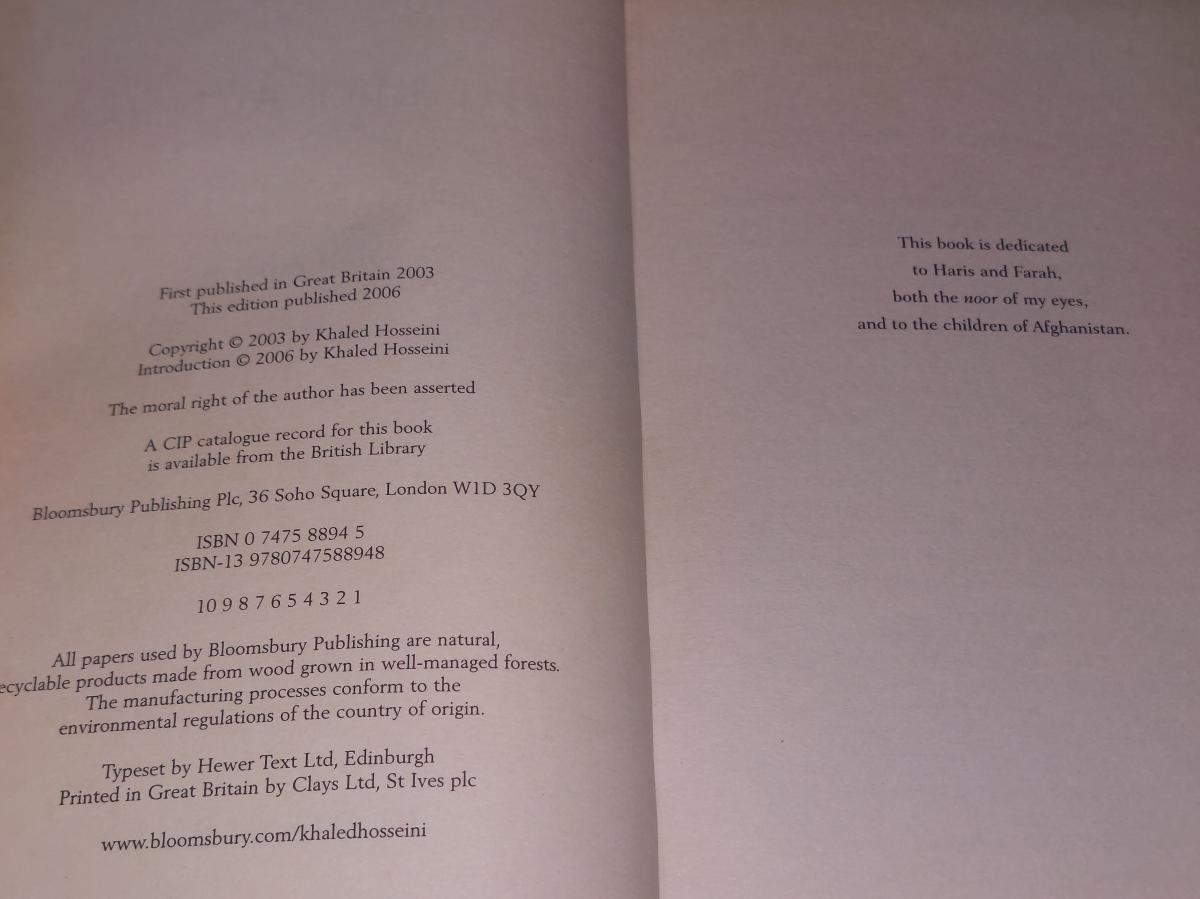 First published in Great Britain 2003
This edition published 2006
Copyright © 2003 by Khaled Hosseini
Introduction © 2006 by Khaled Hosseini
The moral right of the author has been asserted
A CIP catalogue record for this book
is available from the British Library
Bloomsbury Publishing Plc, 36 Soho Square, London W1D 3QY
ISBN 0 7475 8894 5
ISBN-13 9780747588948
10 9 8 7 6 5 4 3 2 1
All papers used by Bloomsbury Publishing are natural,
ecyclable products made from wood grown in well-managed forests.
The manufacturing processes conform to the
environmental regulations of the country of origin.
Typeset by Hewer Text Ltd, Edinburgh
Printed in Great Britain by Clays Ltd, St Ives plc
www.bloomsbury.com/khaledhosseini
This book is dedicated
to Haris and Farah,
both the noor of my eyes,
and to the children of Afghanistan.